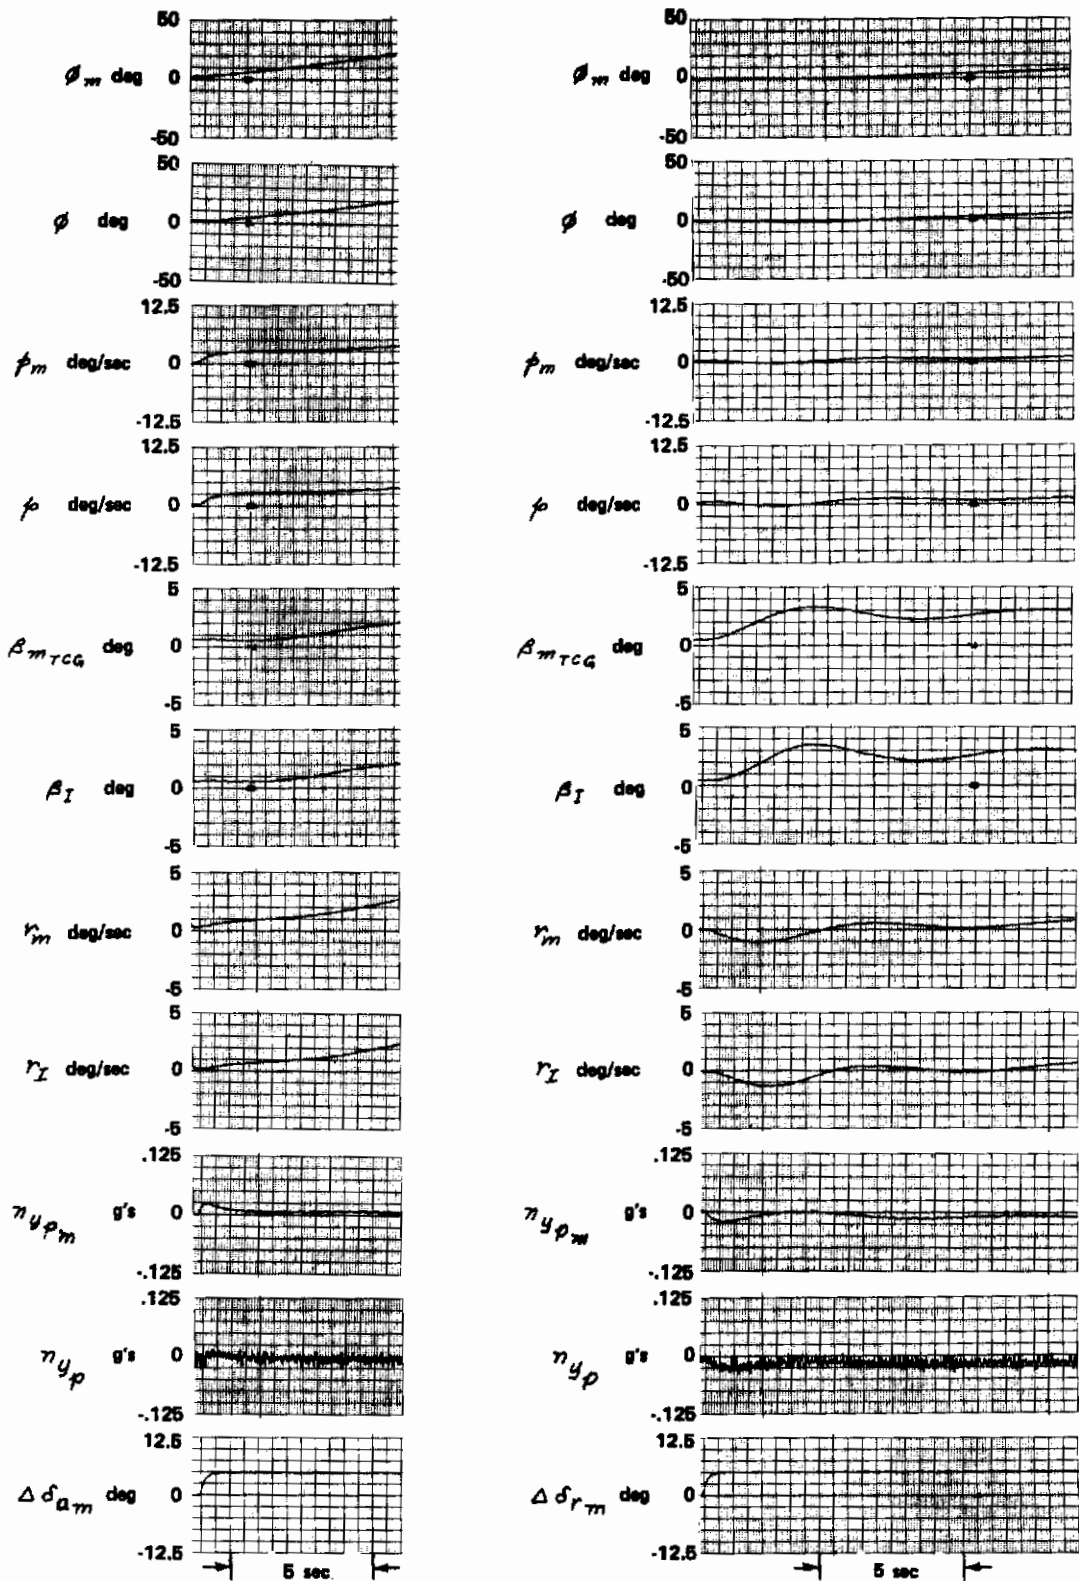 50
ϕm deg 0
-50
50
ϕ deg 0
-50
12.5
pm deg/sec 0
-12.5
12.5
p deg/sec 0
-12.5
5
βmTCG deg 0
-5
5
βI deg 0
-5
5
rm deg/sec 0
-5
5
rI deg/sec 0
-5
.125
nypm g's 0
-.125
.125
nyp g's 0
-.125
12.5
Δδam deg 0
-12.5
5 sec.
50
ϕm deg 0
-50
50
ϕ deg 0
-50
12.5
pm deg/sec 0
-12.5
12.5
p deg/sec 0
-12.5
5
βmTCG deg 0
-5
5
βI deg 0
-5
5
rm deg/sec 0
-5
5
rI deg/sec 0
-5
.125
nypm g's 0
-.125
.125
nyp g's 0
-.125
12.5
Δδrm deg 0
-12.5
5 sec